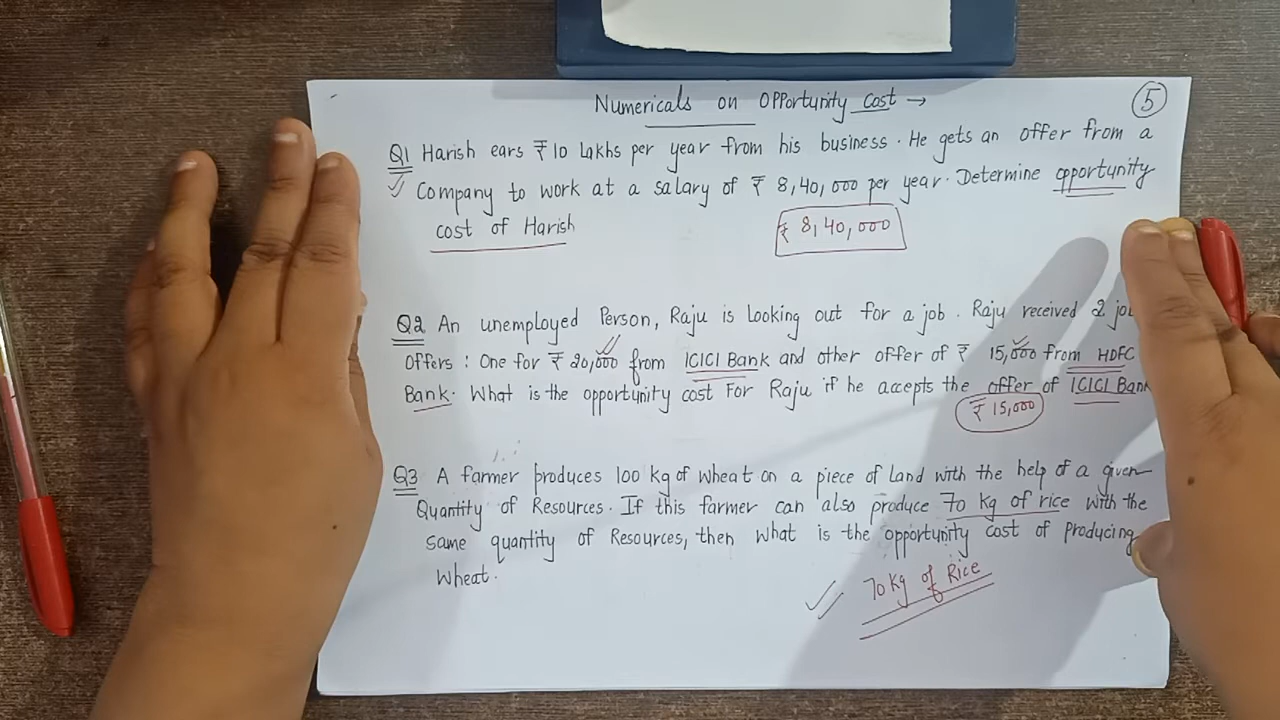 Numericals on Opportunity Cost →
5
Q1 Harish ears ₹ 10 Lakhs per year from his business. He gets an offer from a
Company to work at a salary of ₹ 8,40,000 per year. Determine opportunity
cost of Harish
₹ 8,40,000
Q2 An unemployed Person, Raju is Looking out for a job. Raju received 2
Offers : One for ₹ 20,000 from ICICI Bank and other offer of ₹ 15,000 from HDFC
Bank. What is the opportunity cost For Raju if he accepts the offer of ICICI Bank
₹ 15,000
Q3 A farmer produces 100 kg of wheat on a piece of Land with the help of a given
Quantity of Resources. If this farmer can also produce 70 kg of rice with the
same quantity of Resources, then What is the opportunity cost of Producing
Wheat.
70 kg of Rice